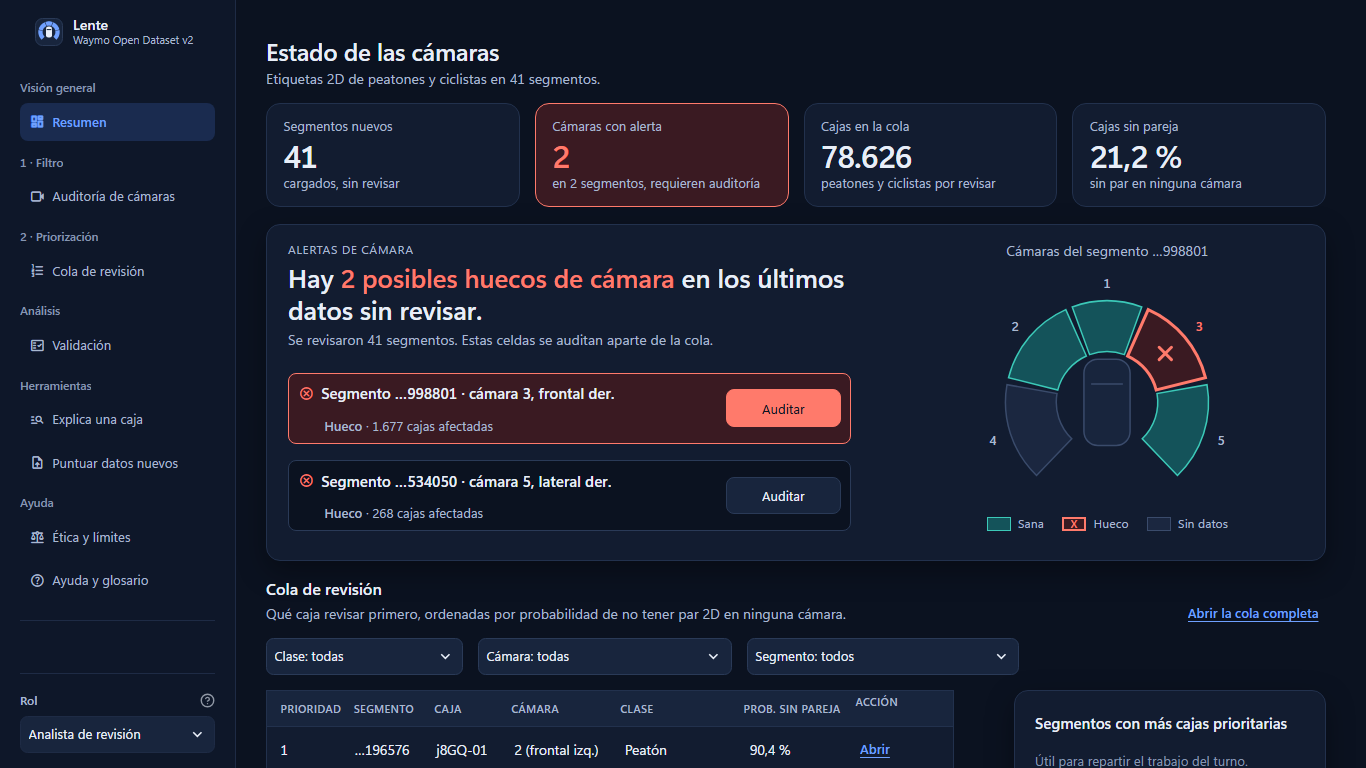 Lente
Waymo Open Dataset v2
Visión general
Resumen
1 · Filtro
Auditoría de cámaras
2 · Priorización
Cola de revisión
Análisis
Validación
Herramientas
Explica una caja
Puntuar datos nuevos
Ayuda
Ética y límites
Ayuda y glosario
Rol
Analista de revisión
Estado de las cámaras
Etiquetas 2D de peatones y ciclistas en 41 segmentos.
Segmentos nuevos
41
cargados, sin revisar
Cámaras con alerta
2
en 2 segmentos, requieren auditoría
Cajas en la cola
78.626
peatones y ciclistas por revisar
Cajas sin pareja
21,2 %
sin par en ninguna cámara
ALERTAS DE CÁMARA
Hay 2 posibles huecos de cámara en los últimos
datos sin revisar.
Se revisaron 41 segmentos. Estas celdas se auditan aparte de la cola.
Segmento ...998801 · cámara 3, frontal der.
Hueco · 1.677 cajas afectadas
Auditar
Segmento ...534050 · cámara 5, lateral der.
Hueco · 268 cajas afectadas
Auditar
Cámaras del segmento ...998801
1
2
3
4
5
Sana
X
Hueco
Sin datos
Cola de revisión
Qué caja revisar primero, ordenadas por probabilidad de no tener par 2D en ninguna cámara.
Abrir la cola completa
Clase: todas
Cámara: todas
Segmento: todos
PRIORIDAD SEGMENTO CAJA CÁMARA CLASE PROB. SIN PAREJA ACCIÓN
1 ...196576 j8GQ-01 2 (frontal izq.) Peatón 90,4 % Abrir
Segmentos con más cajas prioritarias
Útil para repartir el trabajo del turno.